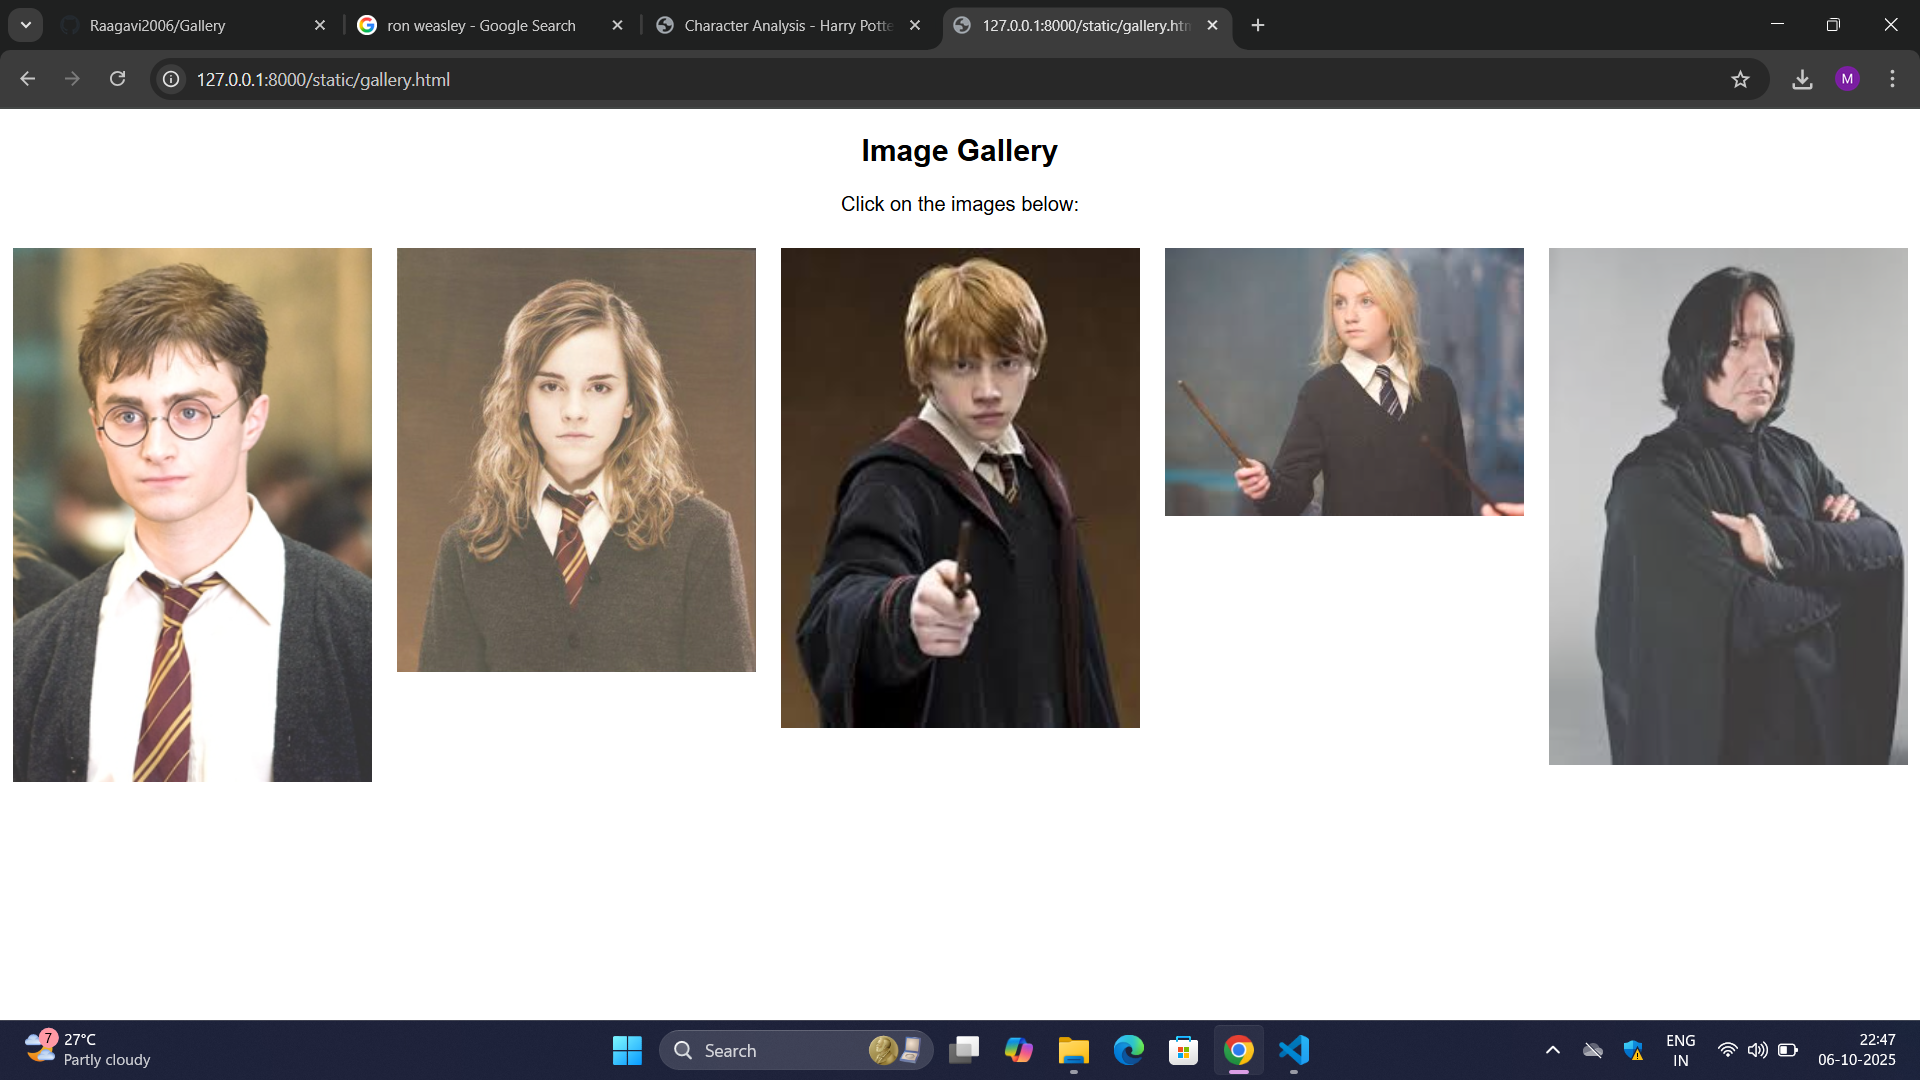 Raagavi2006/Gallery
ron weasley - Google Search
Character Analysis - Harry Potte
127.0.0.1:8000/static/gallery.htm
127.0.0.1:8000/static/gallery.html
M
Image Gallery
Click on the images below:
7
27°C
Partly cloudy
Search
ENG
IN
22:47
06-10-2025